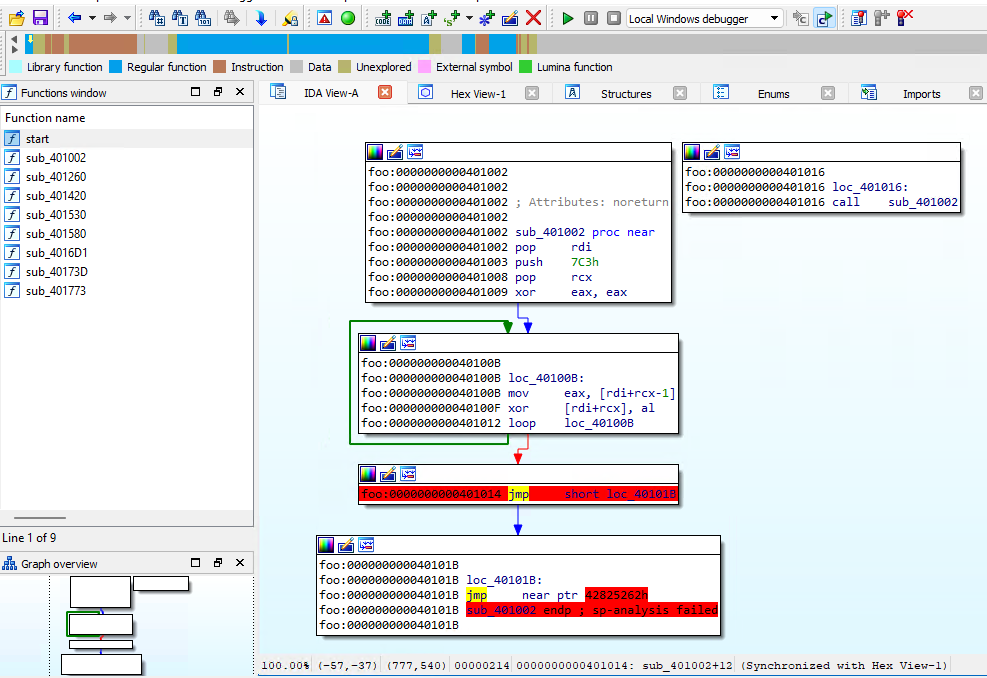 Local Windows debugger
Library function Regular function Instruction Data Unexplored External symbol Lumina function
Functions window
IDA View-A Hex View-1 Structures Enums Imports
Function name
start
sub_401002
sub_401260
sub_401420
sub_401530
sub_401580
sub_4016D1
sub_40173D
sub_401773
Line 1 of 9
Graph overview
foo:0000000000401002
foo:0000000000401002
foo:0000000000401002 ; Attributes: noreturn
foo:0000000000401002
foo:0000000000401002 sub_401002 proc near
foo:0000000000401002 pop rdi
foo:0000000000401003 push 7C3h
foo:0000000000401008 pop rcx
foo:0000000000401009 xor eax, eax
foo:0000000000401016
foo:0000000000401016 loc_401016:
foo:0000000000401016 call sub_401002
foo:000000000040100B
foo:000000000040100B loc_40100B:
foo:000000000040100B mov eax, [rdi+rcx-1]
foo:000000000040100F xor [rdi+rcx], al
foo:0000000000401012 loop loc_40100B
foo:0000000000401014 jmp short loc_40101B
foo:000000000040101B
foo:000000000040101B loc_40101B:
foo:000000000040101B jmp near ptr 42825262h
foo:000000000040101B sub_401002 endp ; sp-analysis failed
foo:000000000040101B
100.00% (-57,-37) (777,540) 00000214 0000000000401014: sub_401002+12 (Synchronized with Hex View-1)